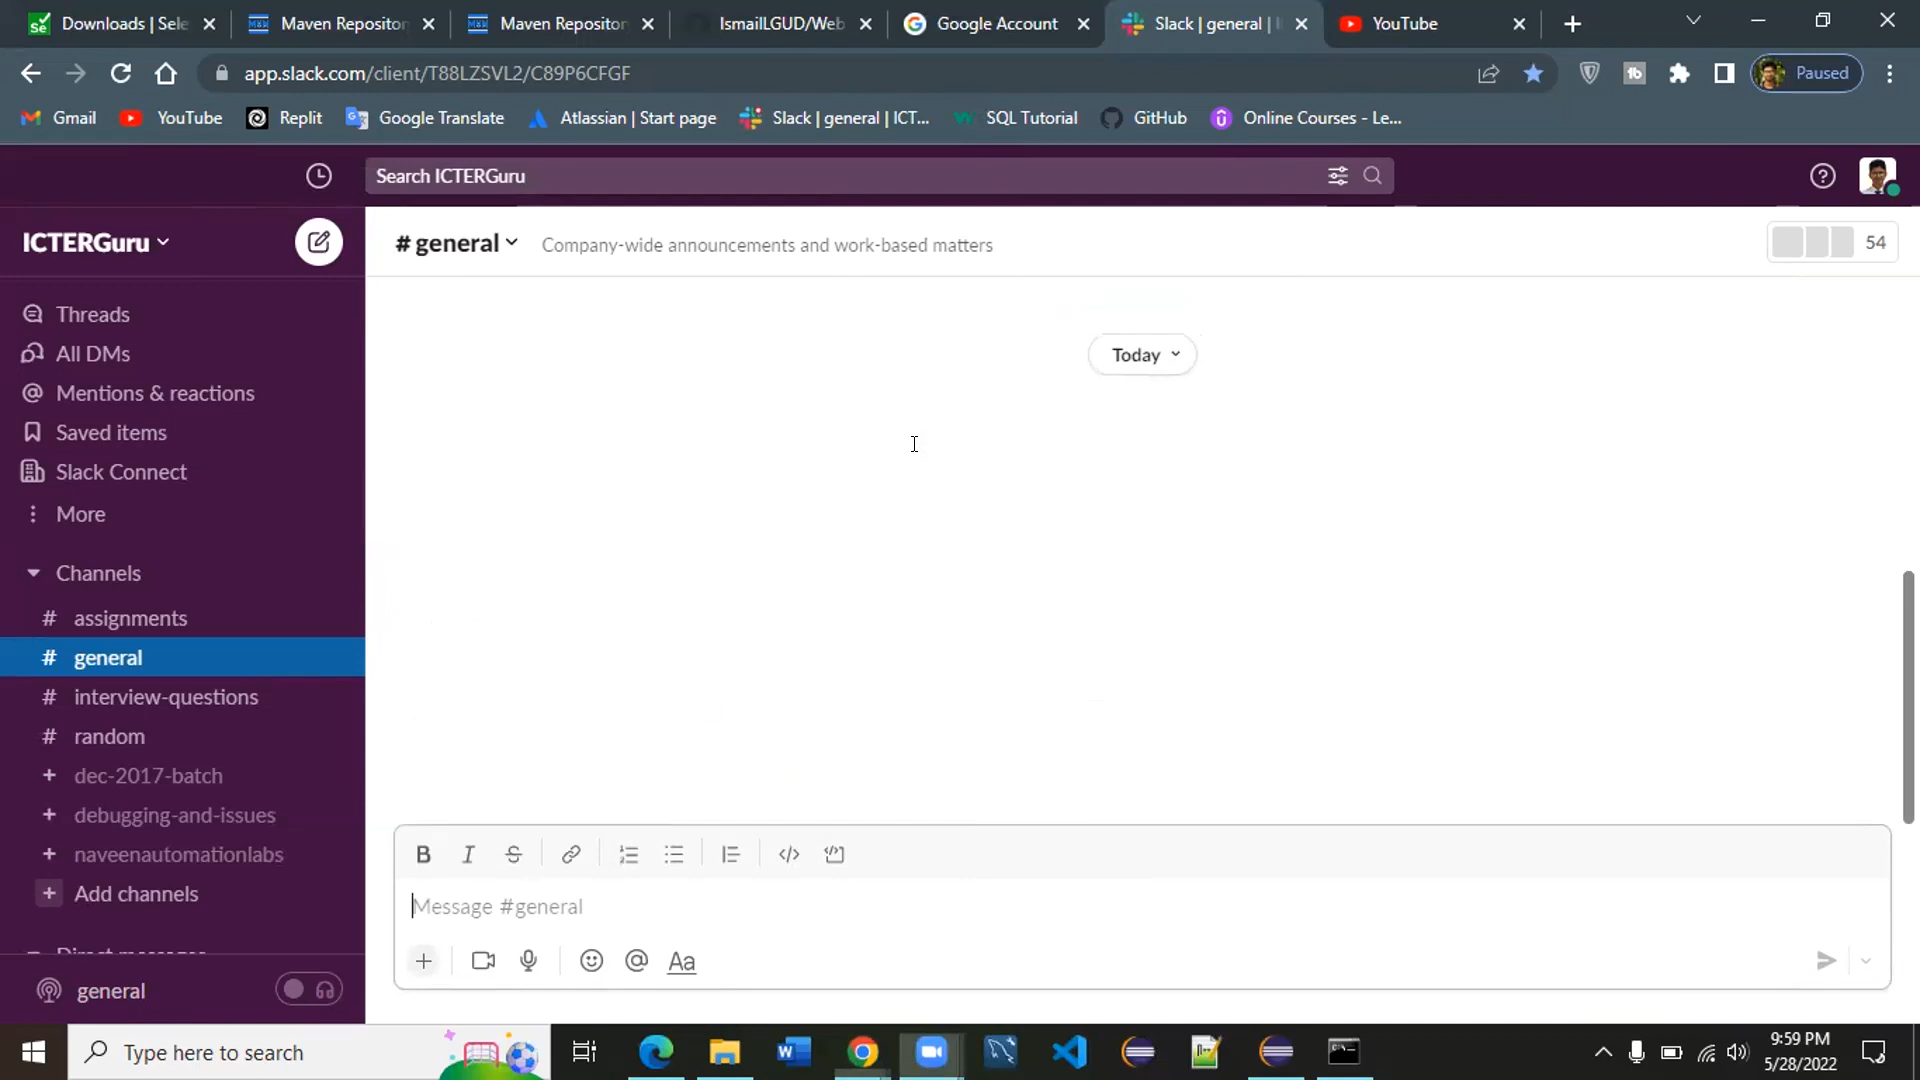 Downloads | Sele
Maven Repositor
Maven Repositor
IsmailLGUD/Web
Google Account
Slack | general |
YouTube
app.slack.com/client/T88LZSVL2/C89P6CFGF
Paused
Gmail
YouTube
Replit
Google Translate
Atlassian | Start page
Slack | general | ICT...
SQL Tutorial
GitHub
Online Courses - Le...
Search ICTERGuru
ICTERGuru
# general
Company-wide announcements and work-based matters
54
Threads
All DMs
Mentions & reactions
Saved items
Slack Connect
More
Today
Channels
# assignments
# general
# interview-questions
# random
+ dec-2017-batch
+ debugging-and-issues
+ naveenautomationlabs
+ Add channels
Direct messages
general
Message #general
Aa
Type here to search
9:59 PM
5/28/2022